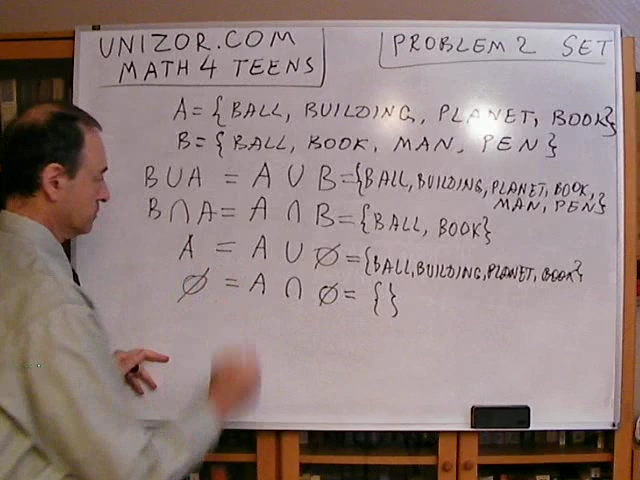 UNIZOR.COM
MATH 4 TEENS
PROBLEM 2 SET
A = {BALL, BUILDING, PLANET, BOOK}
B = {BALL, BOOK, MAN, PEN}
B ∪ A = A ∪ B = {BALL, BUILDING, PLANET, BOOK,
MAN, PEN}
B ∩ A = A ∩ B = {BALL, BOOK}
A = A ∪ ∅ = {BALL, BUILDING, PLANET, BOOK}
∅ = A ∩ ∅ = {}